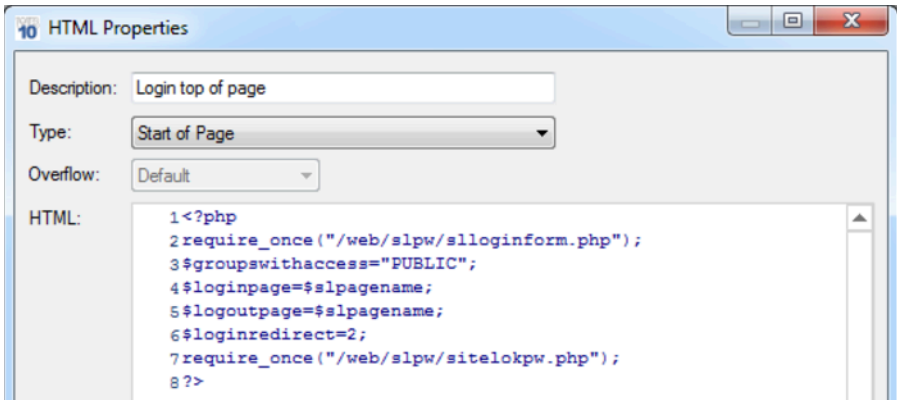 10 HTML Properties
Description: Login top of page
Type: Start of Page
Overflow: Default
HTML:
1<?php
2require_once("/web/slpw/slloginform.php");
3$groupswithaccess="PUBLIC";
4$loginpage=$slpagename;
5$logoutpage=$slpagename;
6$loginredirect=2;
7require_once("/web/slpw/sitelokpw.php");
8?>